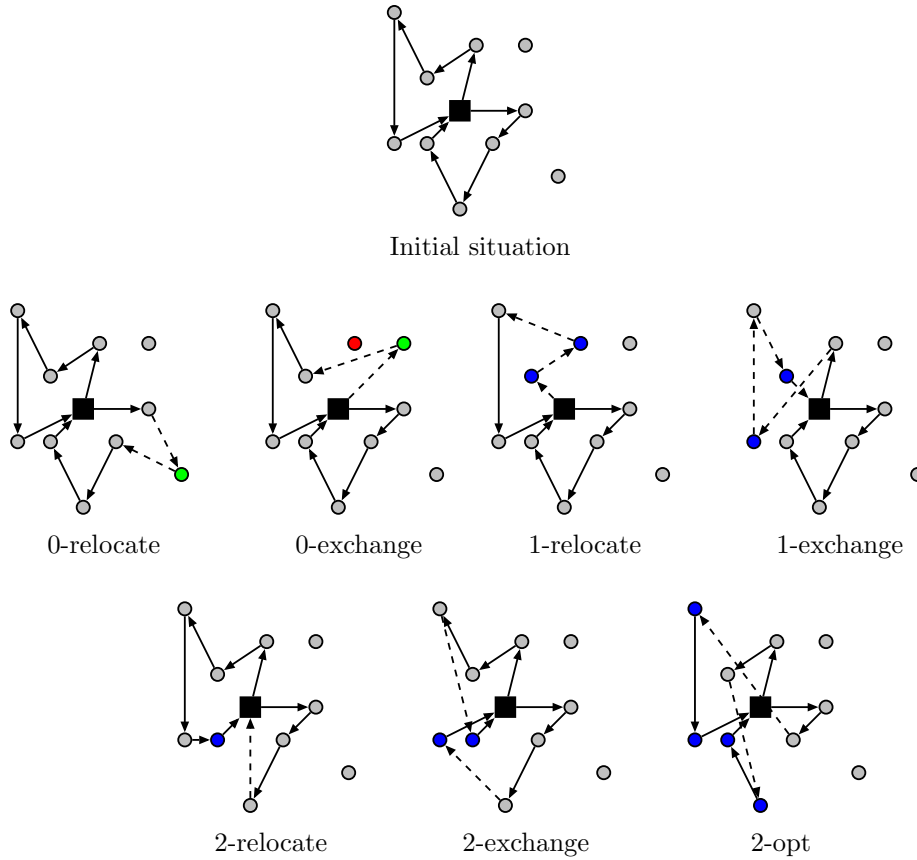 Initial situation
0-relocate
0-exchange
1-relocate
1-exchange
2-relocate
2-exchange
2-opt